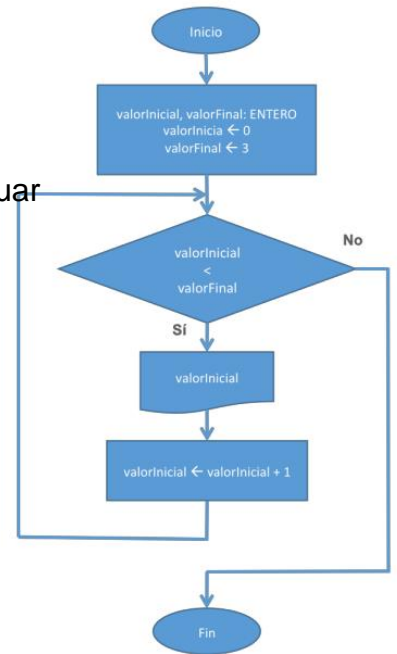 Inicio
valorInicial, valorFinal: ENTERO
valorInicia ← 0
valorFinal ← 3
uar
valorInicial
<
valorFinal
No
Sí
valorInicial
valorInicial ← valorInicial + 1
Fin